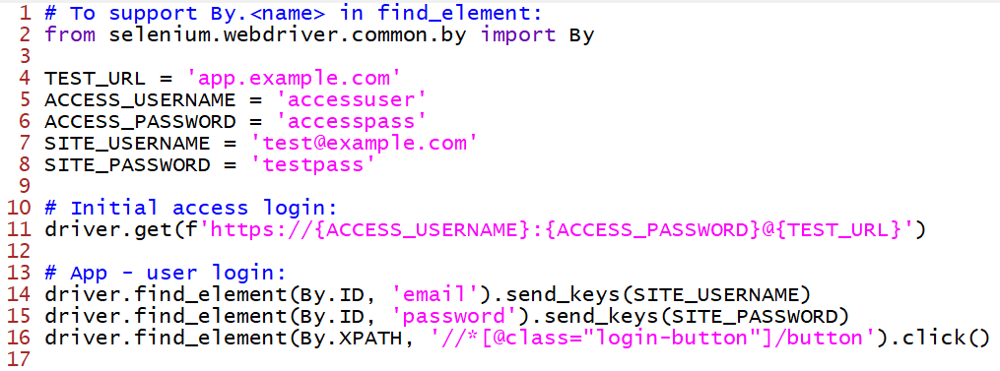 1 # To support By.<name> in find_element:
2 from selenium.webdriver.common.by import By
3
4 TEST_URL = 'app.example.com'
5 ACCESS_USERNAME = 'accessuser'
6 ACCESS_PASSWORD = 'accesspass'
7 SITE_USERNAME = 'test@example.com'
8 SITE_PASSWORD = 'testpass'
9
10 # Initial access login:
11 driver.get(f'https://{ACCESS_USERNAME}:{ACCESS_PASSWORD}@{TEST_URL}')
12
13 # App - user login:
14 driver.find_element(By.ID, 'email').send_keys(SITE_USERNAME)
15 driver.find_element(By.ID, 'password').send_keys(SITE_PASSWORD)
16 driver.find_element(By.XPATH, '//*[@class="login-button"]/button').click()
17